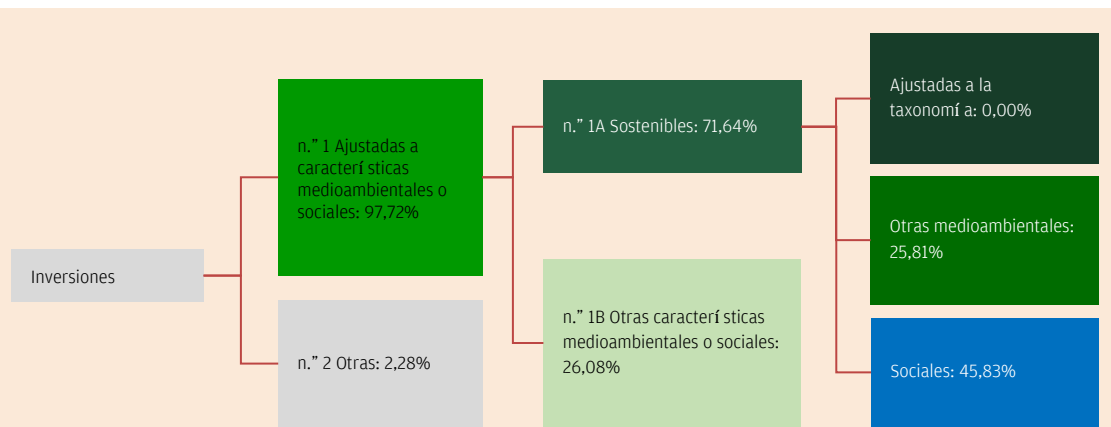 Inversiones
n.” 1 Ajustadas a
caracterí sticas
medioambientales o
sociales: 97,72%
n.” 2 Otras: 2,28%
n.” 1A Sostenibles: 71,64%
n.” 1B Otras caracterí sticas
medioambientales o sociales:
26,08%
Ajustadas a la
taxonomí a: 0,00%
Otras medioambientales:
25,81%
Sociales: 45,83%